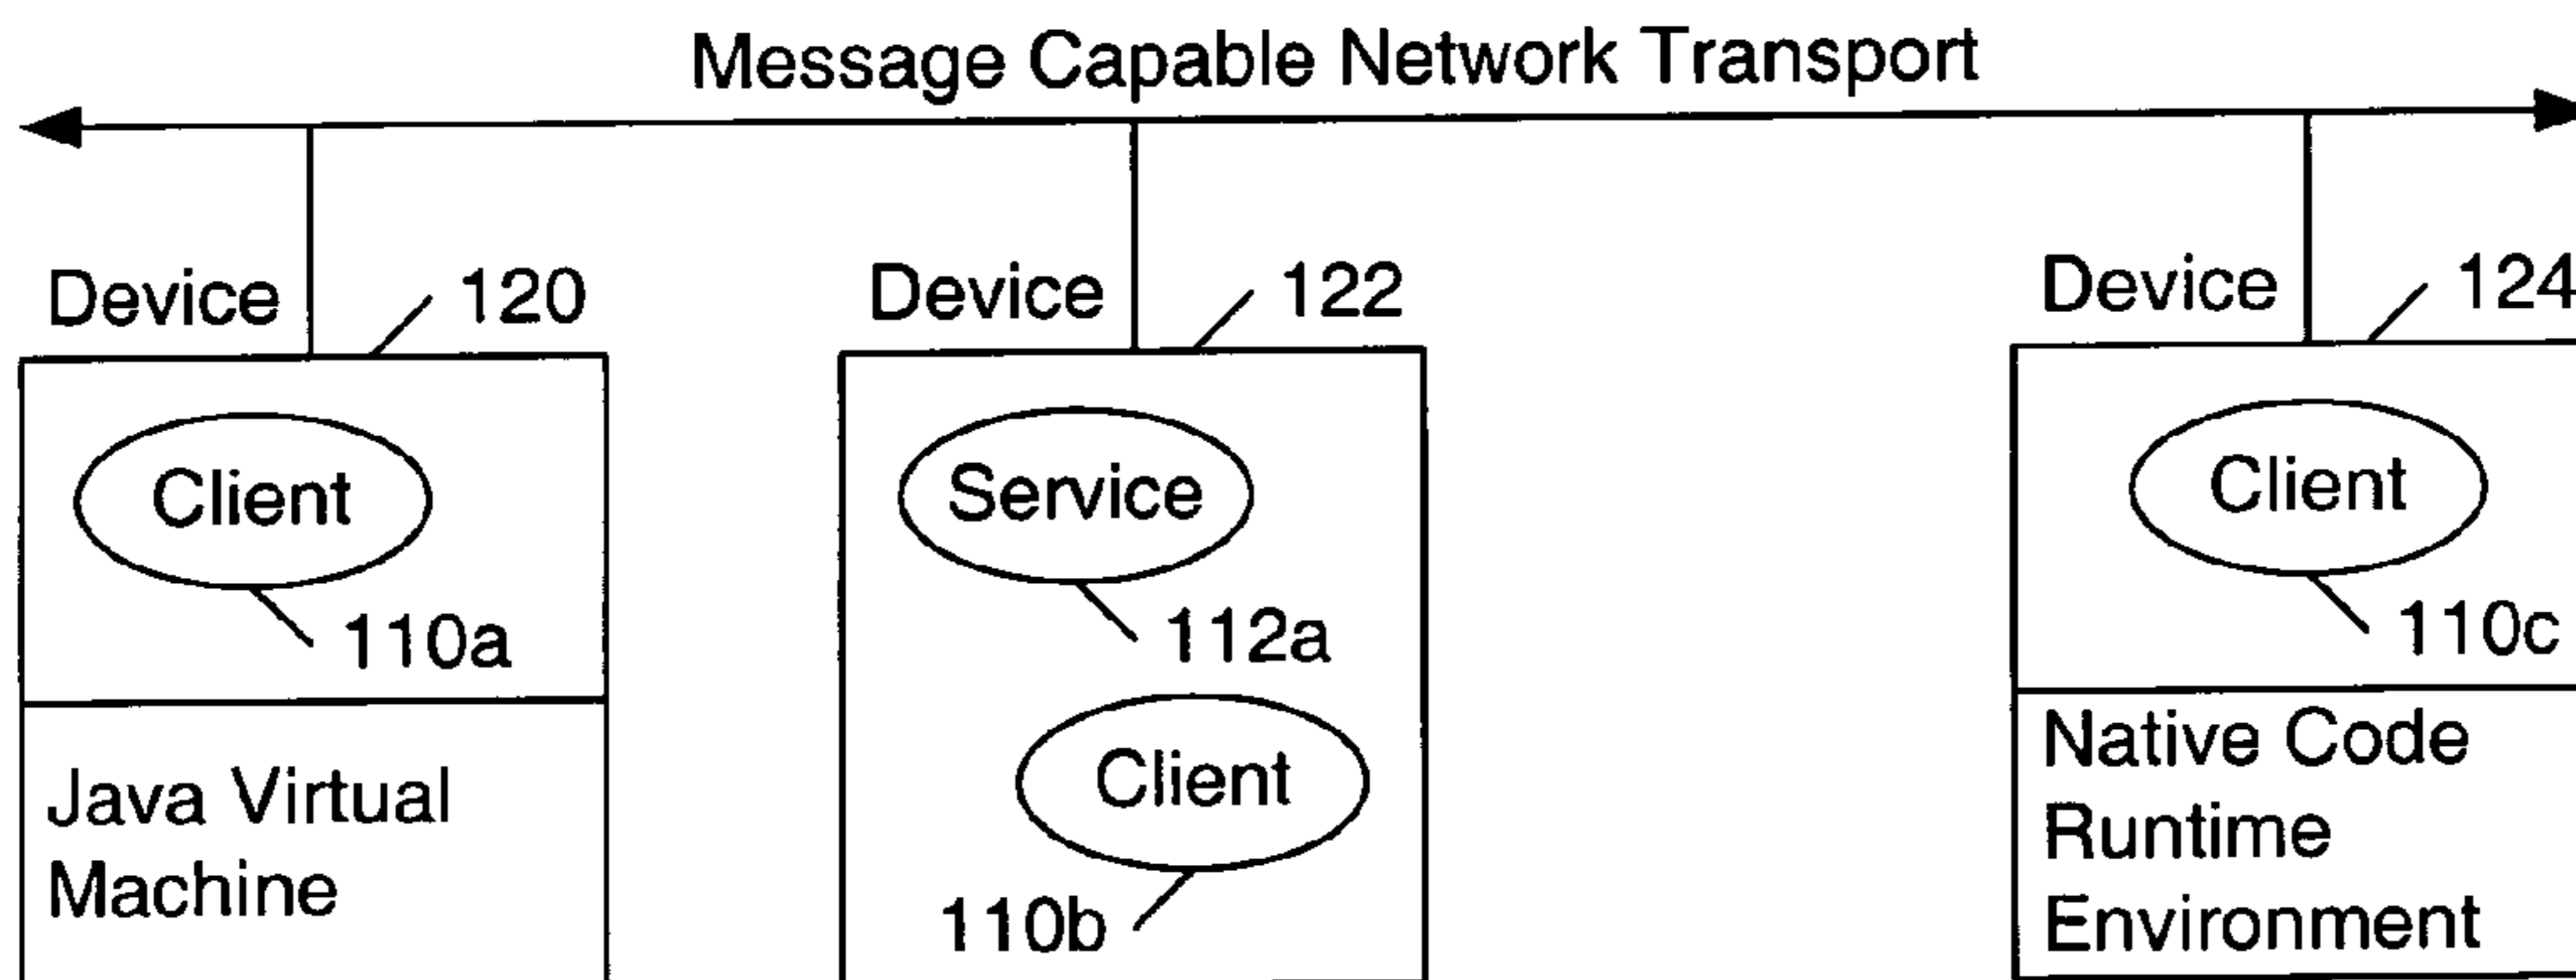 Message Capable Network Transport
Device
120
Device
122
Device
124
Client
110a
Java Virtual
Machine
Service
112a
Client
110b
Client
110c
Native Code
Runtime
Environment